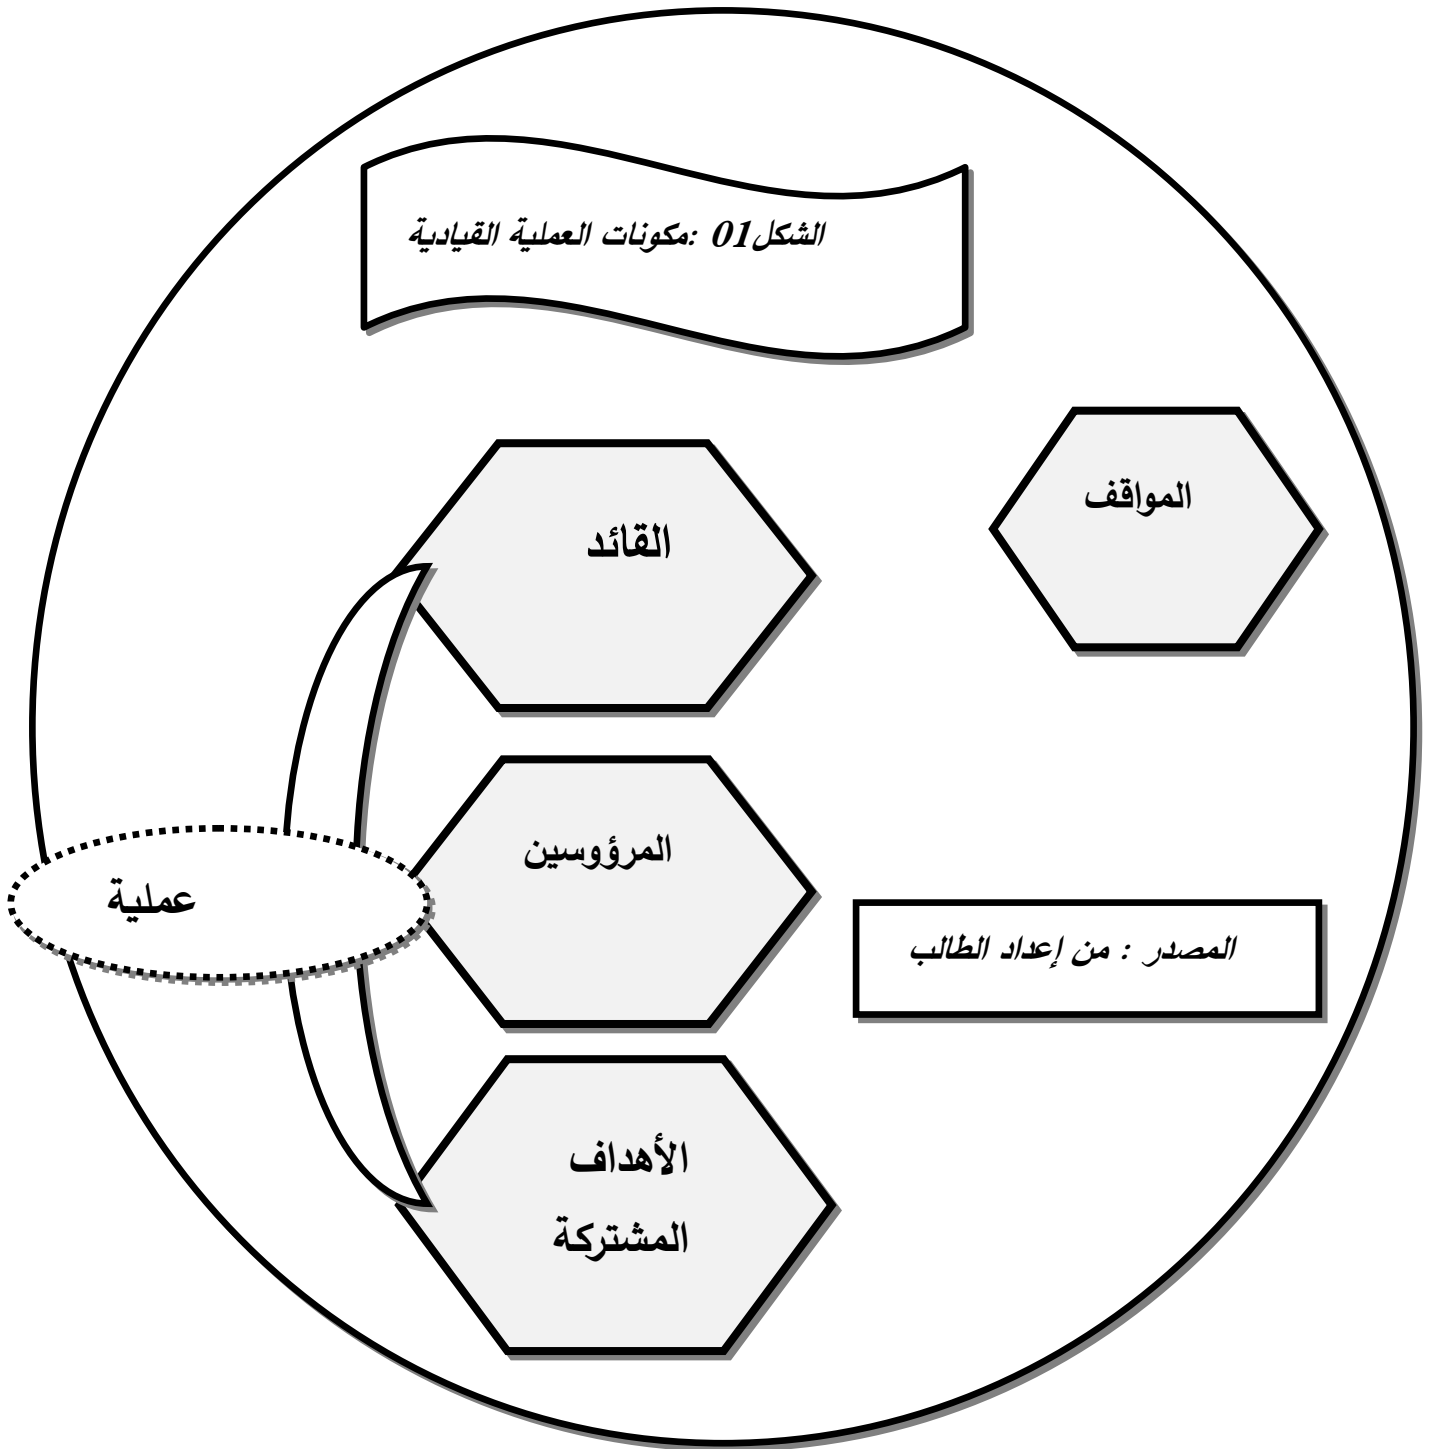 الشكل01 :مكونات العملية القيادية
المواقف
القائد
المرؤوسين
عملية
المصدر : من إعداد الطالب
الأهداف
المشتركة